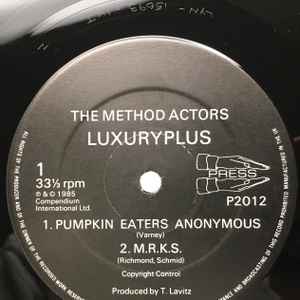 THE METHOD ACTORS
LUXURYPLUS
1
33⅓ rpm
℗ & © 1985
Compendium
International Ltd.
PRESS
P2012
1. PUMPKIN EATERS ANONYMOUS
(Varney)
2. M.R.K.S.
(Richmond, Schmid)
Copyright Control
Produced by T. Lavitz